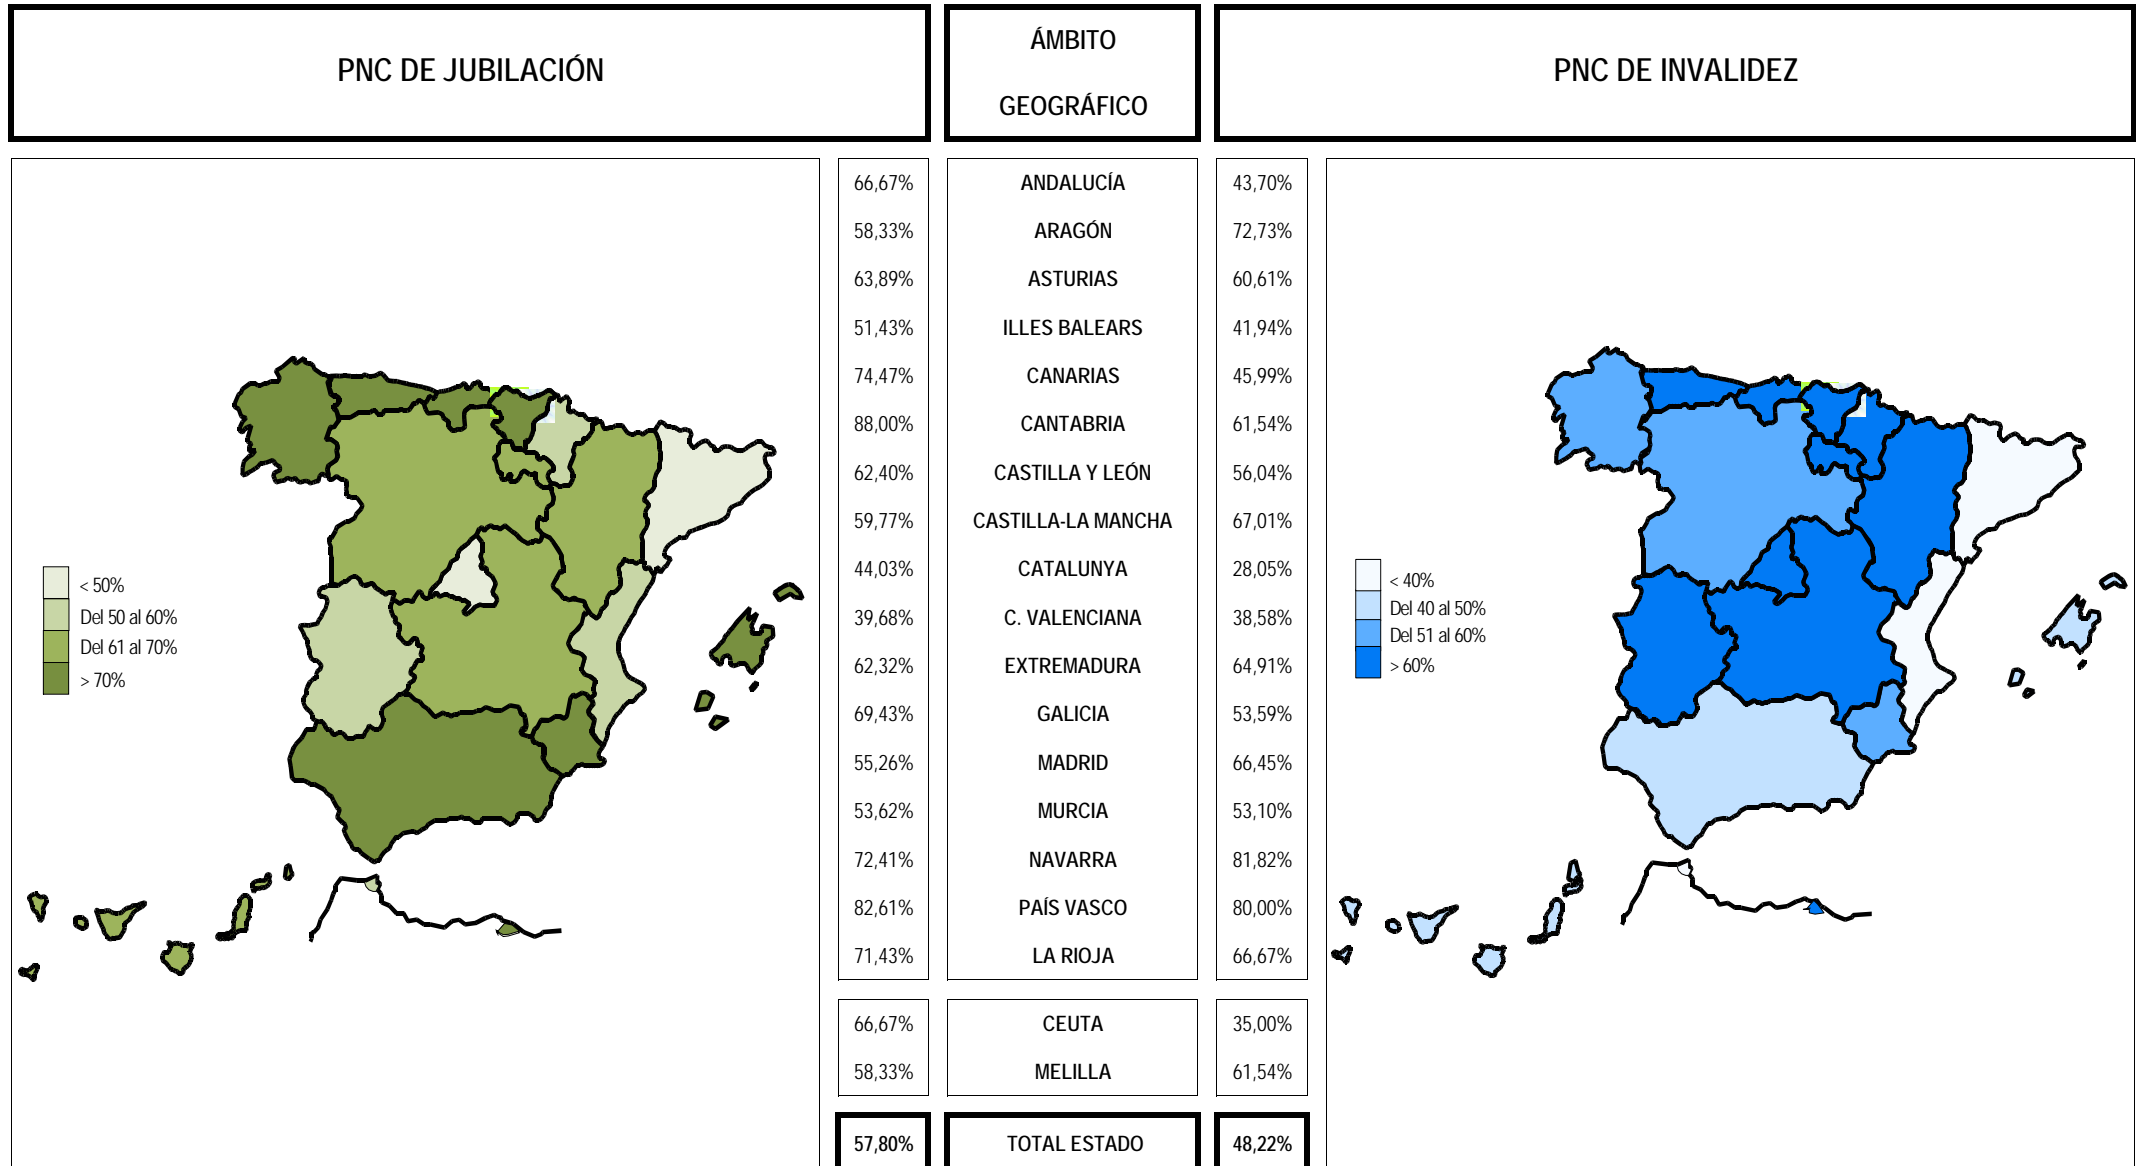 PNC DE JUBILACIÓN
ÁMBITO
GEOGRÁFICO
PNC DE INVALIDEZ
66,67% ANDALUCÍA 43,70%
58,33% ARAGÓN 72,73%
63,89% ASTURIAS 60,61%
51,43% ILLES BALEARS 41,94%
74,47% CANARIAS 45,99%
88,00% CANTABRIA 61,54%
62,40% CASTILLA Y LEÓN 56,04%
59,77% CASTILLA-LA MANCHA 67,01%
44,03% CATALUNYA 28,05%
39,68% C. VALENCIANA 38,58%
62,32% EXTREMADURA 64,91%
69,43% GALICIA 53,59%
55,26% MADRID 66,45%
53,62% MURCIA 53,10%
72,41% NAVARRA 81,82%
82,61% PAÍS VASCO 80,00%
71,43% LA RIOJA 66,67%
66,67% CEUTA 35,00%
58,33% MELILLA 61,54%
57,80% TOTAL ESTADO 48,22%
< 50%
Del 50 al 60%
Del 61 al 70%
> 70%
< 40%
Del 40 al 50%
Del 51 al 60%
> 60%